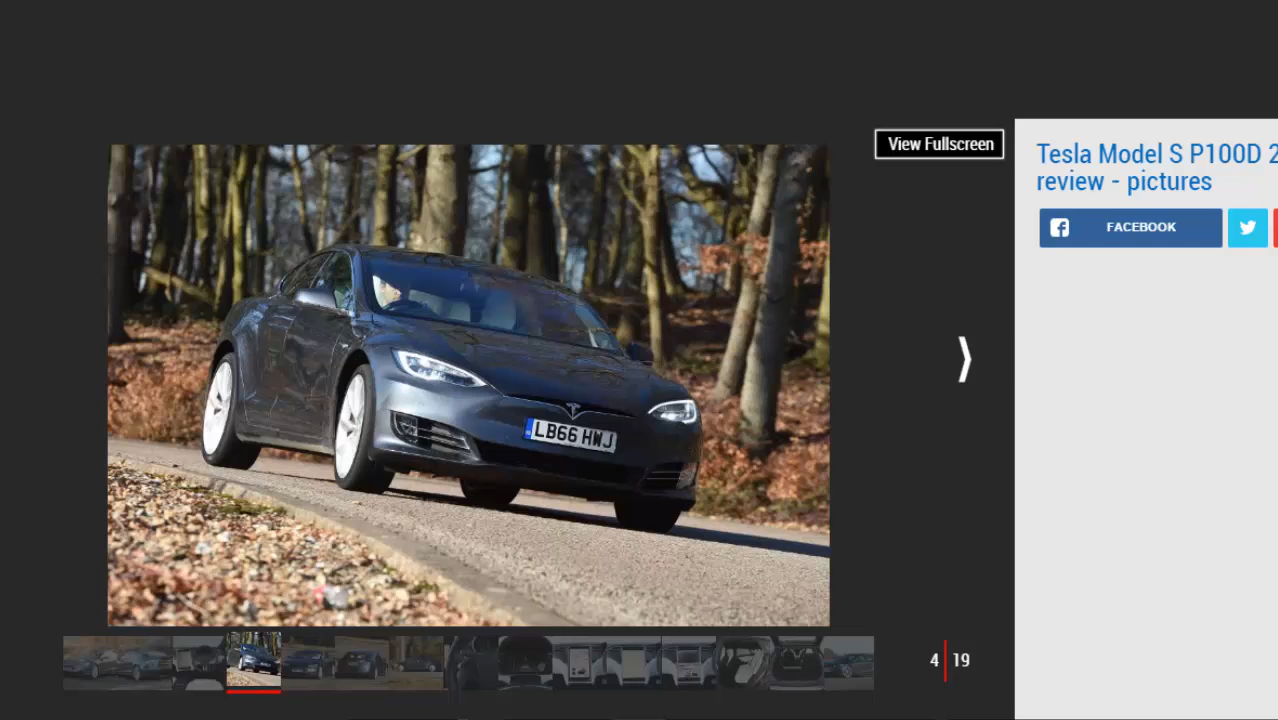 View Fullscreen
Tesla Model S P100D 2
review - pictures
FACEBOOK
LB66 HWJ
4 19